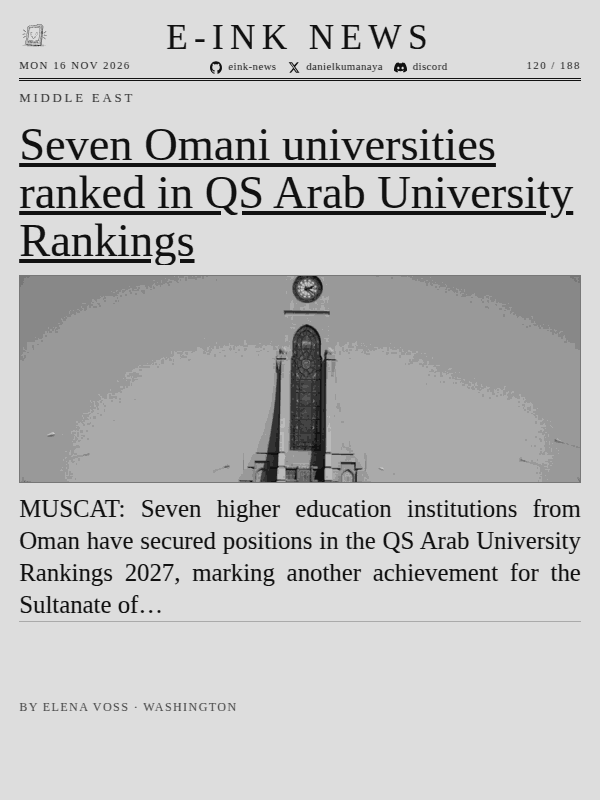 E-INK NEWS
MON 16 NOV 2026
eink-news danielkumanaya discord
120 / 188
MIDDLE EAST
Seven Omani universities
ranked in QS Arab University
Rankings
MUSCAT: Seven higher education institutions from
Oman have secured positions in the QS Arab University
Rankings 2027, marking another achievement for the
Sultanate of…
BY ELENA VOSS · WASHINGTON